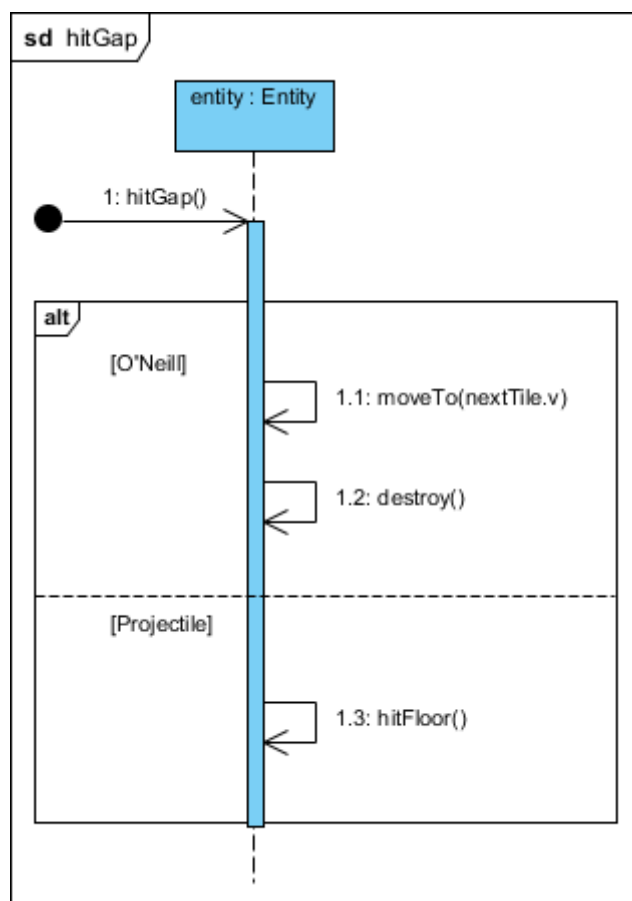 sd hitGap
entity : Entity
1: hitGap()
alt
[O"Neill]
1.1: moveTo(nextTile.v)
1.2: destroy()
[Projectile]
1.3: hitFloor()